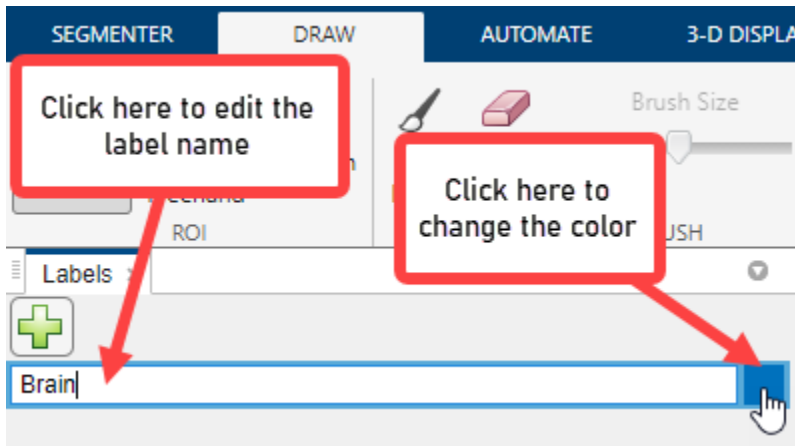 SEGMENTER DRAW AUTOMATE 3-D DISPLA
Click here to edit the
label name
Brush Size
Click here to
change the color
ROI
USH
Labels
Brain